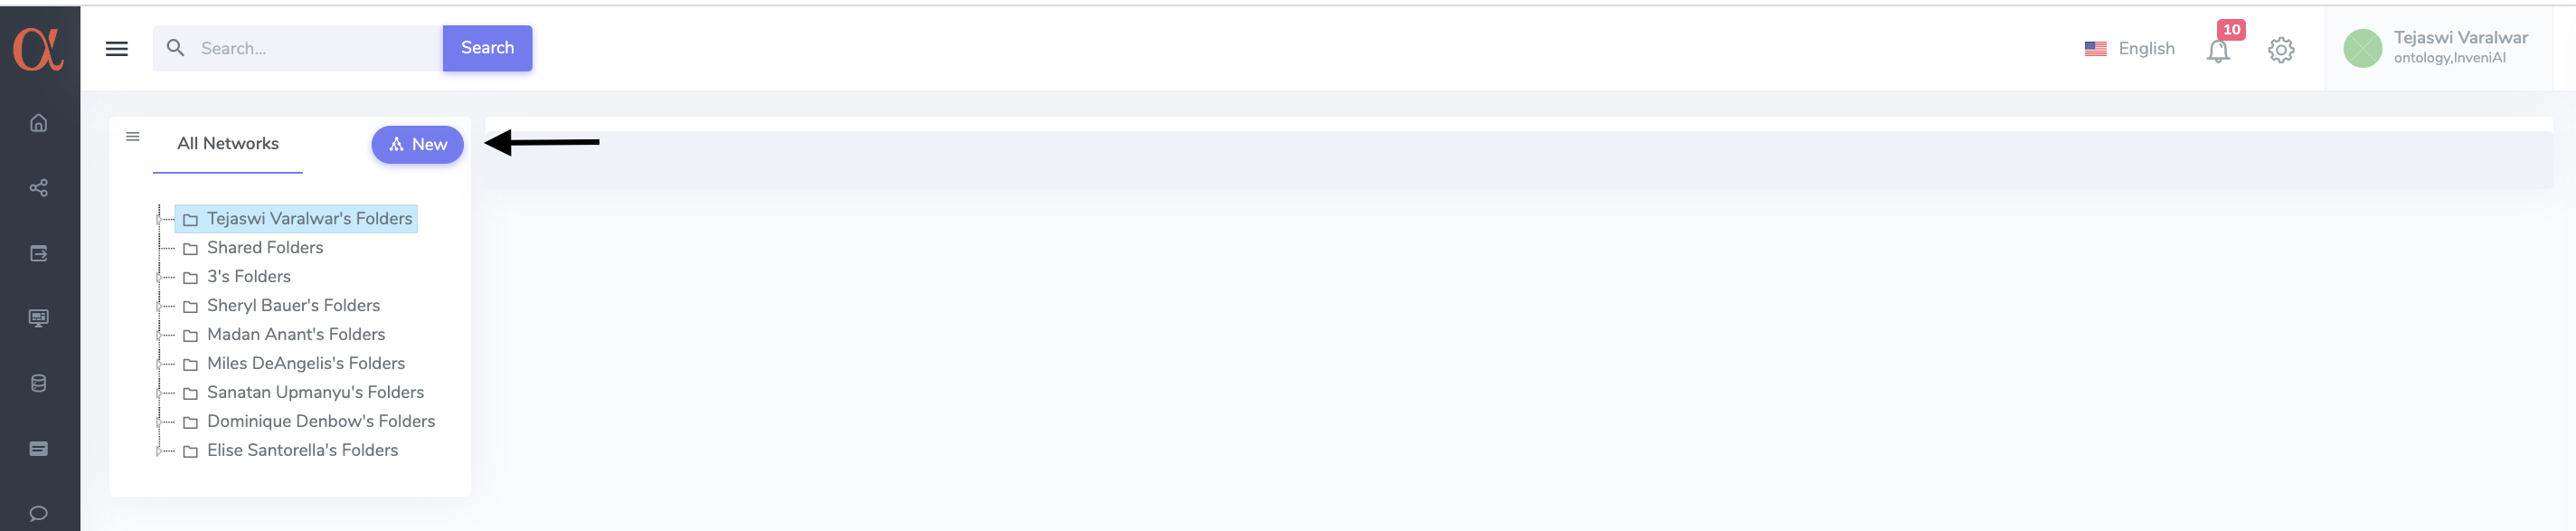 α
Search...
Search
English
10
Tejaswi Varalwar
ontology,InveniAI
All Networks
New
Tejaswi Varalwar's Folders
Shared Folders
3's Folders
Sheryl Bauer's Folders
Madan Anant's Folders
Miles DeAngelis's Folders
Sanatan Upmanyu's Folders
Dominique Denbow's Folders
Elise Santorella's Folders